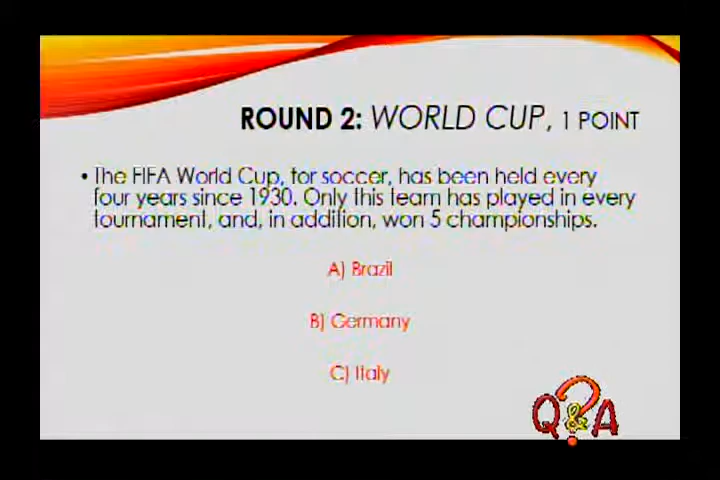 ROUND 2: WORLD CUP, 1 POINT
• The FIFA World Cup, for soccer, has been held every
four years since 1930. Only this team has played in every
tournament, and, in addition, won 5 championships.
A) Brazil
B) Germany
C) Italy
Q&A